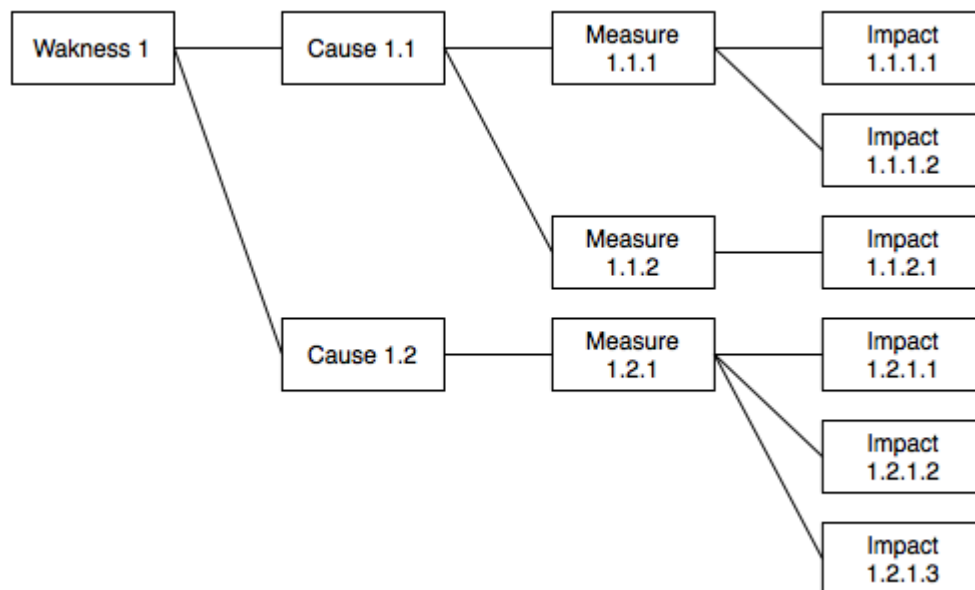 Wakness 1
Cause 1.1
Measure
1.1.1
Impact
1.1.1.1
Impact
1.1.1.2
Measure
1.1.2
Impact
1.1.2.1
Cause 1.2
Measure
1.2.1
Impact
1.2.1.1
Impact
1.2.1.2
Impact
1.2.1.3